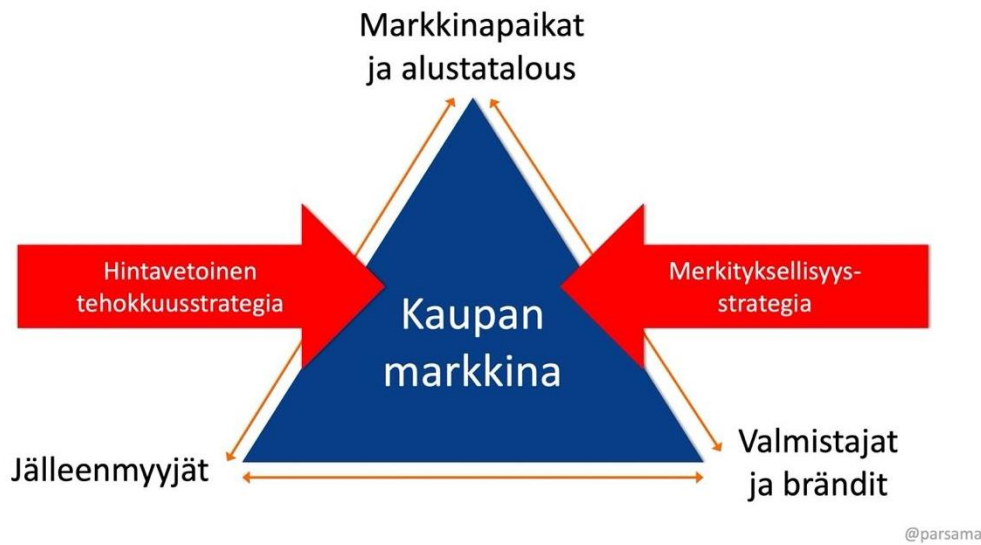 Markkinapaikat
ja alustatalous
Hintavetoinen
tehokkuusstrategia
Merkityksellisyys-
strategia
Kaupan
markkina
Jälleenmyyjät
Valmistajat
ja brändit
@parsama